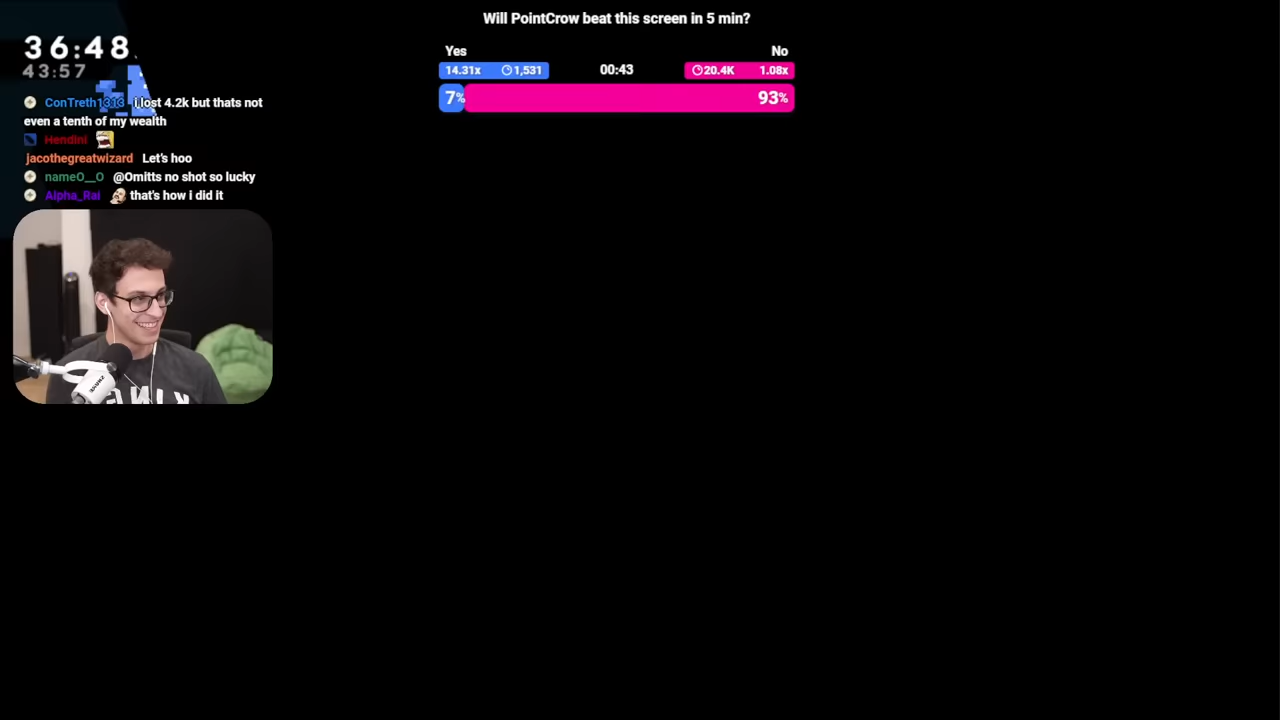 Will PointCrow beat this screen in 5 min?
36:48
43:57
Yes
No
14.31x 1,531
00:43
20.4K 1.08x
7%
93%
ConTreth1313 i lost 4.2k but thats not
even a tenth of my wealth
Hendini
jacothegreatwizard Let's hoo
nameO__O @Omitts no shot so lucky
Alpha_Rai that's how i did it